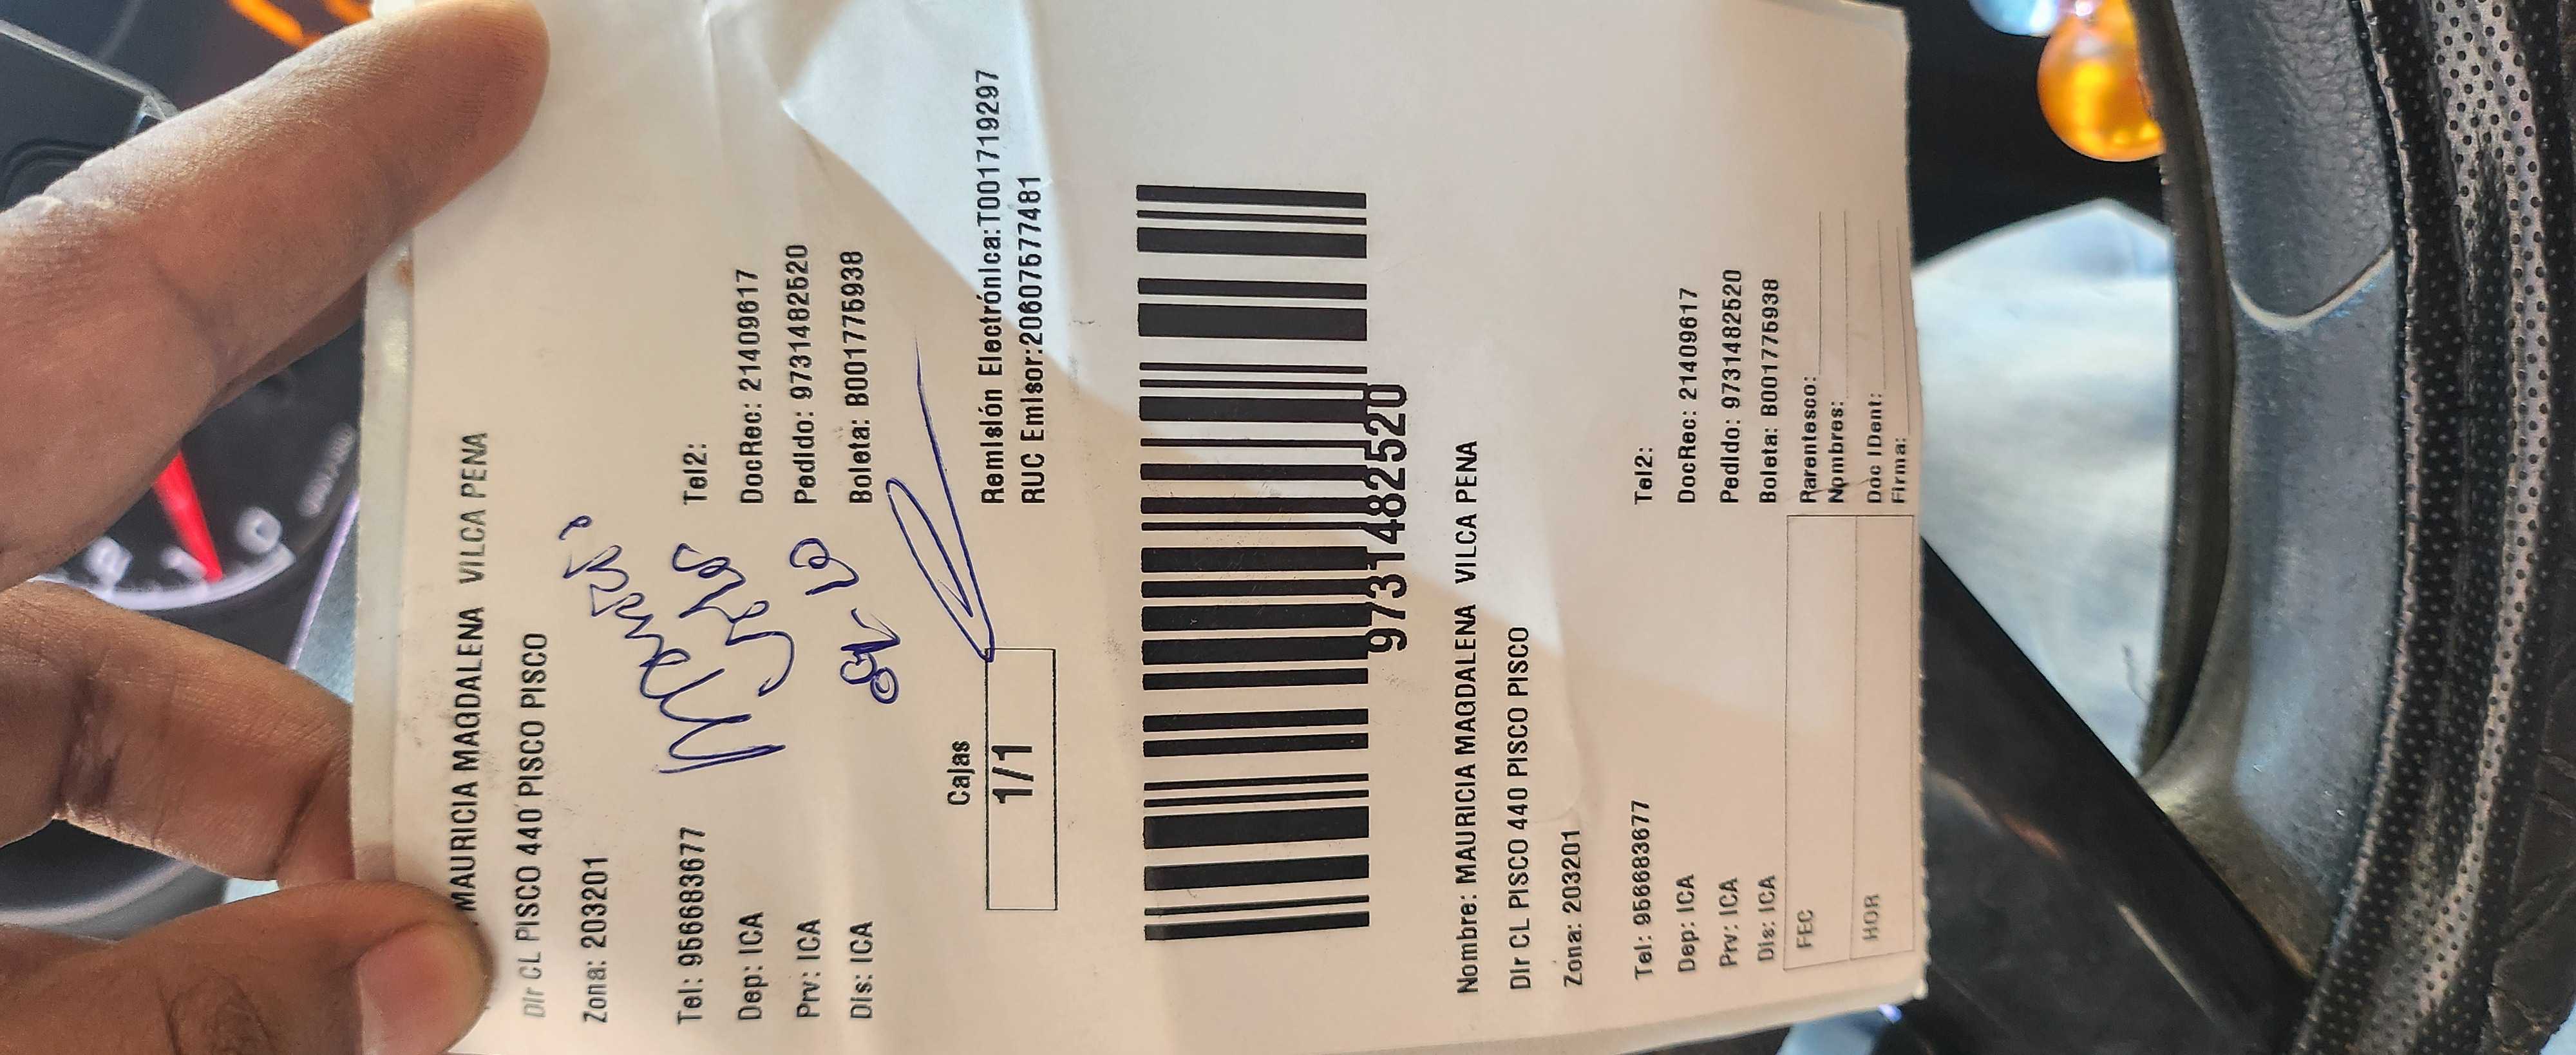 MAURICIA MAGDALENA VILCA PENA
Dir CL PISCO 440 PISCO PISCO
Zona: 203201
Tel: 956683677 Tel2:
Dep: ICA DocRec: 21409617
Prv: ICA Pedido: 9731482520
Dis: ICA Boleta: B001775938
Cajas
1/1
Remisión Electrónica:T001719297
RUC Emisor:20607577481
9731482520
Nombre: MAURICIA MAGDALENA VILCA PENA
Dir CL PISCO 440 PISCO PISCO
Zona: 203201
Tel: 956683677 Tel2:
Dep: ICA DocRec: 21409617
Prv: ICA Pedido: 9731482520
Dis: ICA Boleta: B001775938
FEC Parentesco:
Nombres:
HOR Doc IDent:
Firma: